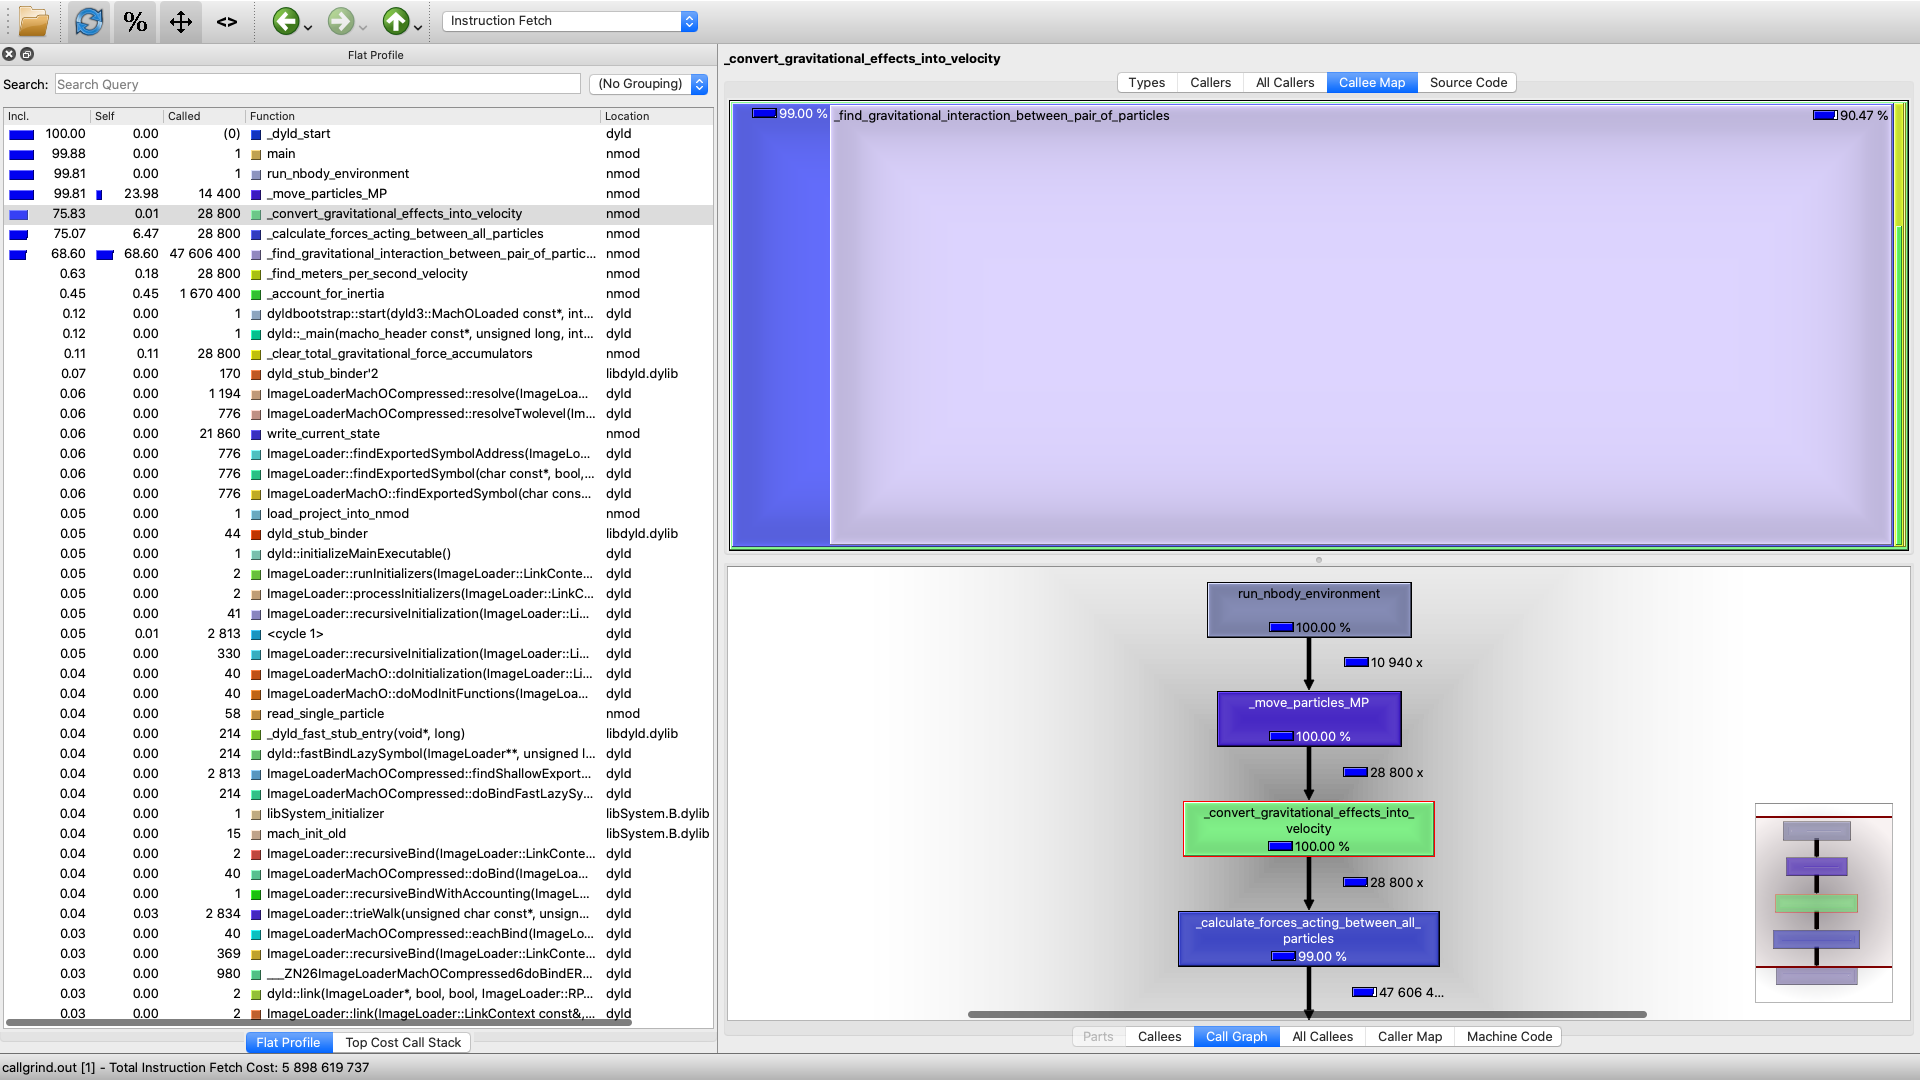 % <> Instruction Fetch
Flat Profile
Search: Search Query (No Grouping)
Incl. Self Called Function Location
100.00 0.00 (0) _dyld_start dyld
99.88 0.00 1 main nmod
99.81 0.00 1 run_nbody_environment nmod
99.81 23.98 14 400 _move_particles_MP nmod
75.83 0.01 28 800 _convert_gravitational_effects_into_velocity nmod
75.07 6.47 28 800 _calculate_forces_acting_between_all_particles nmod
68.60 68.60 47 606 400 _find_gravitational_interaction_between_pair_of_partic... nmod
0.63 0.18 28 800 _find_meters_per_second_velocity nmod
0.45 0.45 1 670 400 _account_for_inertia nmod
0.12 0.00 1 dyldbootstrap::start(dyld3::MachOLoaded const*, int... dyld
0.12 0.00 1 dyld::_main(macho_header const*, unsigned long, int... dyld
0.11 0.11 28 800 _clear_total_gravitational_force_accumulators nmod
0.07 0.00 170 dyld_stub_binder'2 libdyld.dylib
0.06 0.00 1 194 ImageLoaderMachOCompressed::resolve(ImageLoa... dyld
0.06 0.00 776 ImageLoaderMachOCompressed::resolveTwolevel(Im... dyld
0.06 0.00 21 860 write_current_state nmod
0.06 0.00 776 ImageLoader::findExportedSymbolAddress(ImageLo... dyld
0.06 0.00 776 ImageLoader::findExportedSymbol(char const*, bool,... dyld
0.06 0.00 776 ImageLoaderMachO::findExportedSymbol(char cons... dyld
0.05 0.00 1 load_project_into_nmod nmod
0.05 0.00 44 dyld_stub_binder libdyld.dylib
0.05 0.00 1 dyld::initializeMainExecutable() dyld
0.05 0.00 2 ImageLoader::runInitializers(ImageLoader::LinkConte... dyld
0.05 0.00 2 ImageLoader::processInitializers(ImageLoader::LinkC... dyld
0.05 0.00 41 ImageLoader::recursiveInitialization(ImageLoader::Li... dyld
0.05 0.01 2 813 <cycle 1> dyld
0.05 0.00 330 ImageLoader::recursiveInitialization(ImageLoader::Li... dyld
0.04 0.00 40 ImageLoaderMachO::doInitialization(ImageLoader::Li... dyld
0.04 0.00 40 ImageLoaderMachO::doModInitFunctions(ImageLoa... dyld
0.04 0.00 58 read_single_particle nmod
0.04 0.00 214 _dyld_fast_stub_entry(void*, long) libdyld.dylib
0.04 0.00 214 dyld::fastBindLazySymbol(ImageLoader**, unsigned l... dyld
0.04 0.00 2 813 ImageLoaderMachOCompressed::findShallowExport... dyld
0.04 0.00 214 ImageLoaderMachOCompressed::doBindFastLazySy... dyld
0.04 0.00 1 libSystem_initializer libSystem.B.dylib
0.04 0.00 15 mach_init_old libSystem.B.dylib
0.04 0.00 2 ImageLoader::recursiveBind(ImageLoader::LinkConte... dyld
0.04 0.00 40 ImageLoaderMachOCompressed::doBind(ImageLoa... dyld
0.04 0.00 1 ImageLoader::recursiveBindWithAccounting(ImageL... dyld
0.04 0.03 2 834 ImageLoader::trieWalk(unsigned char const*, unsign... dyld
0.03 0.00 40 ImageLoaderMachOCompressed::eachBind(ImageLo... dyld
0.03 0.00 369 ImageLoader::recursiveBind(ImageLoader::LinkConte... dyld
0.03 0.00 980 ___ZN26ImageLoaderMachOCompressed6doBindER... dyld
0.03 0.00 2 dyld::link(ImageLoader*, bool, bool, ImageLoader::RP... dyld
0.03 0.00 2 ImageLoader::link(ImageLoader::LinkContext const&,... dyld
Flat Profile Top Cost Call Stack
_convert_gravitational_effects_into_velocity
Types Callers All Callers Callee Map Source Code
99.00 % _find_gravitational_interaction_between_pair_of_particles 90.47 %
run_nbody_environment
100.00 %
10 940 x
_move_particles_MP
100.00 %
28 800 x
_convert_gravitational_effects_into_
velocity
100.00 %
28 800 x
_calculate_forces_acting_between_all_
particles
99.00 %
47 606 4...
Parts Callees Call Graph All Callees Caller Map Machine Code
callgrind.out [1] - Total Instruction Fetch Cost: 5 898 619 737